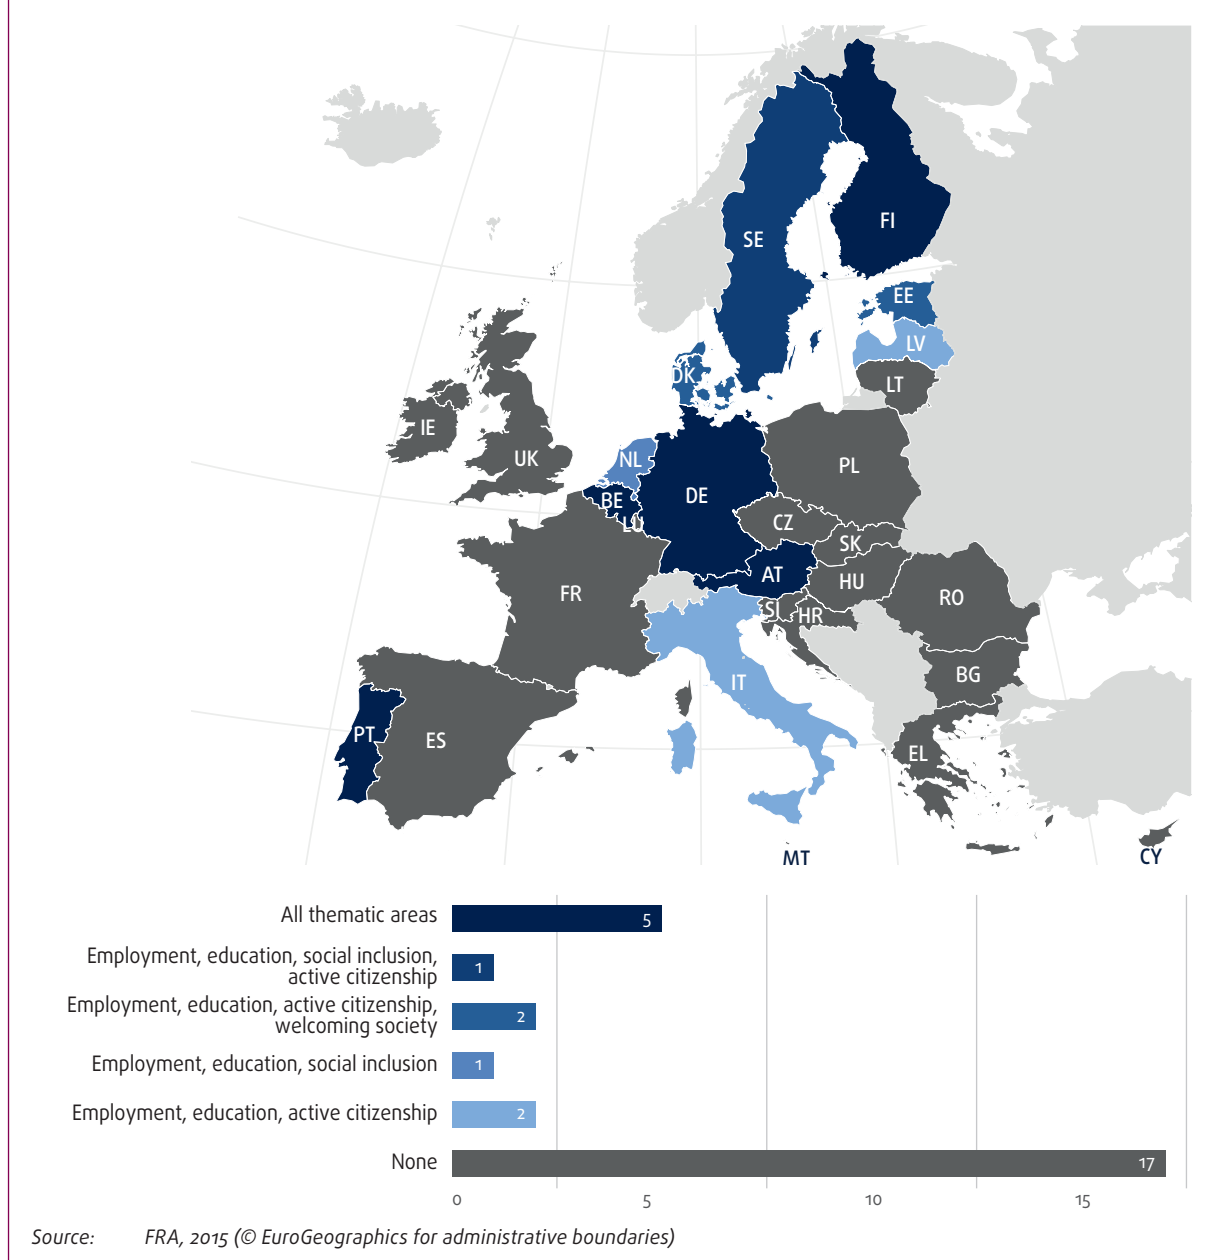 FI
SE
EE
LV
DK
LT
IE
UK
NL
PL
BE
DE
LU
CZ
SK
AT
HU
FR
SI
HR
RO
BG
IT
PT
ES
EL
MT
CY
All thematic areas
5
Employment, education, social inclusion,
active citizenship
1
Employment, education, active citizenship,
welcoming society
2
Employment, education, social inclusion
1
Employment, education, active citizenship
2
None
17
0 5 10 15
Source: FRA, 2015 (© EuroGeographics for administrative boundaries)